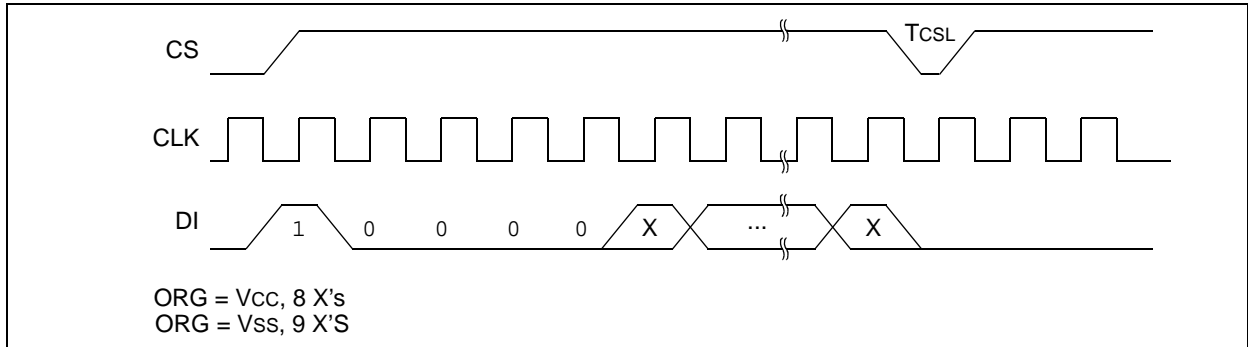 CS
TCSL
CLK
DI 1 0 0 0 0 X ... X
ORG = VCC, 8 X's
ORG = VSS, 9 X'S